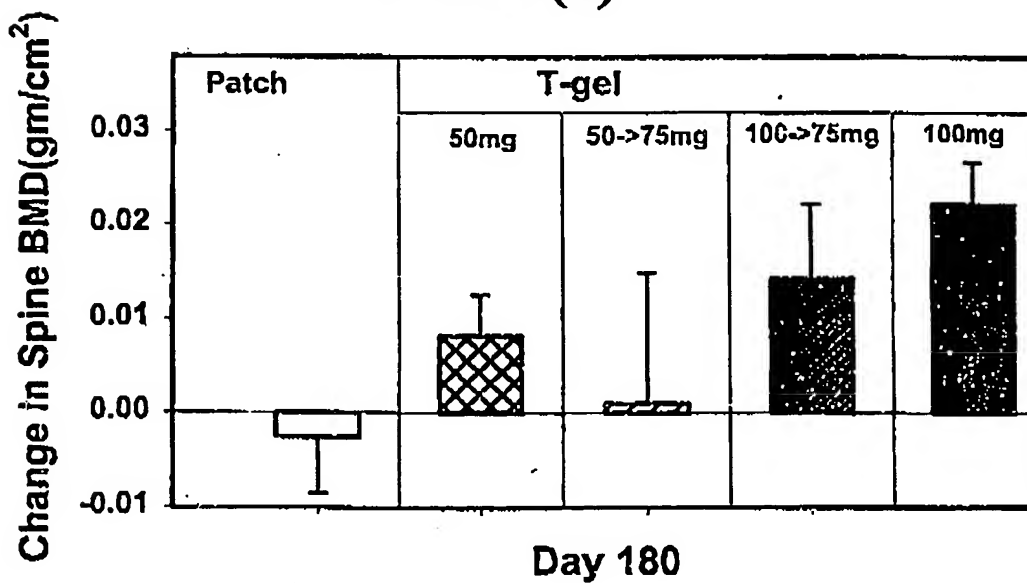 Change in Spine BMD(gm/cm²)
Patch
T-gel
50mg
50->75mg
100->75mg
100mg
0.03
0.02
0.01
0.00
-0.01
Day 180